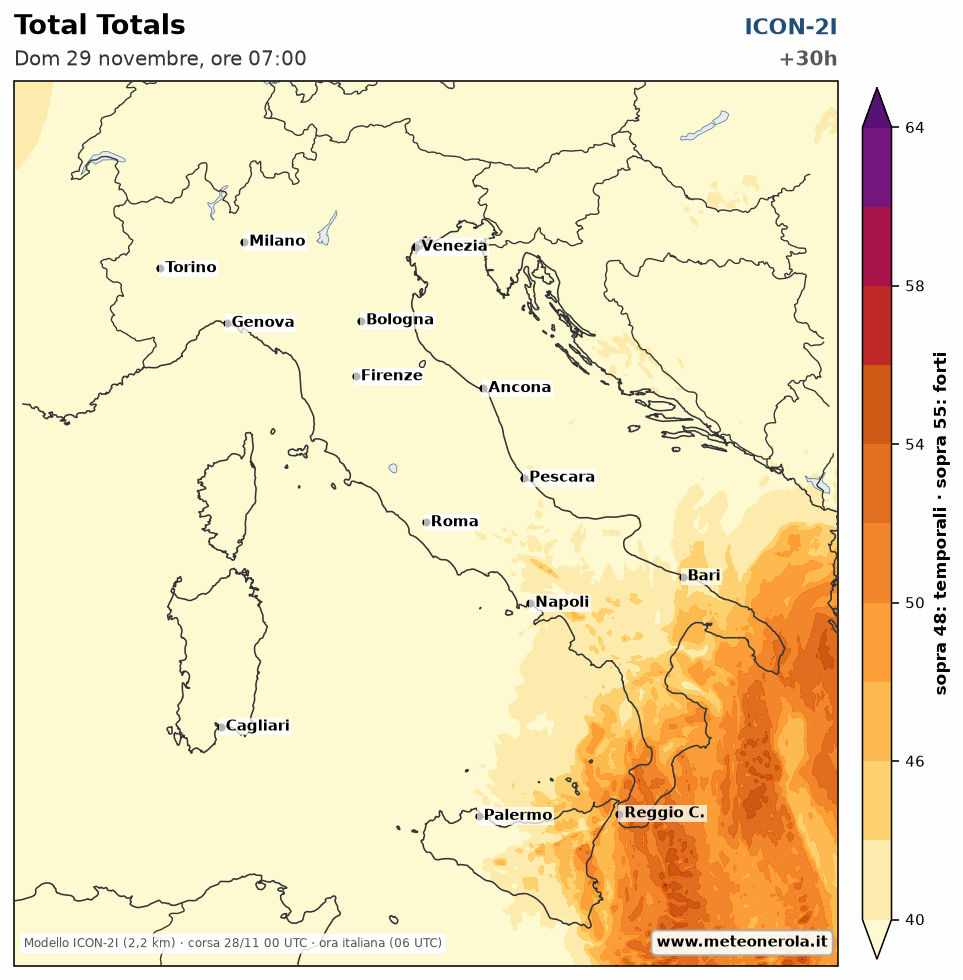 Total Totals
ICON-2I
Dom 29 novembre, ore 07:00
+30h
64
58
54
50
46
40
sopra 48: temporali · sopra 55: forti
Milano
Venezia
Torino
Genova
Bologna
Firenze
Ancona
Pescara
Roma
Bari
Napoli
Cagliari
Palermo
Reggio C.
Modello ICON-2I (2,2 km) · corsa 28/11 00 UTC · ora italiana (06 UTC)
www.meteonerola.it